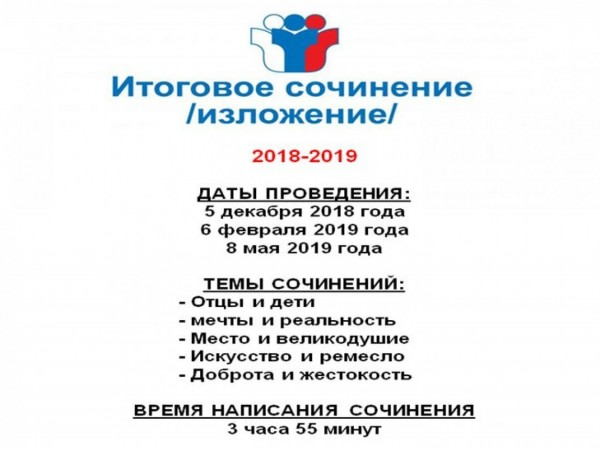 Итоговое сочинение
/изложение/
2018-2019
ДАТЫ ПРОВЕДЕНИЯ:
5 декабря 2018 года
6 февраля 2019 года
8 мая 2019 года
ТЕМЫ СОЧИНЕНИЙ:
- Отцы и дети
- мечты и реальность
- Место и великодушие
- Искусство и ремесло
- Доброта и жестокость
ВРЕМЯ НАПИСАНИЯ СОЧИНЕНИЯ
3 часа 55 минут